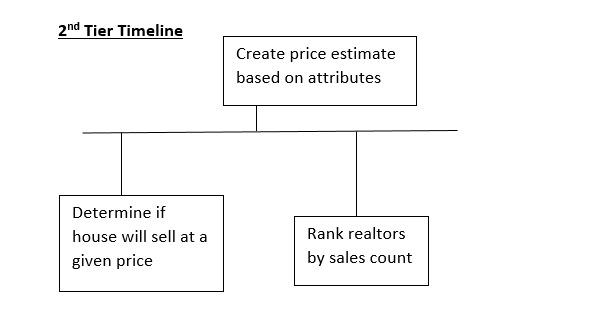 2nd Tier Timeline
Create price estimate
based on attributes
Determine if
house will sell at a
given price
Rank realtors
by sales count